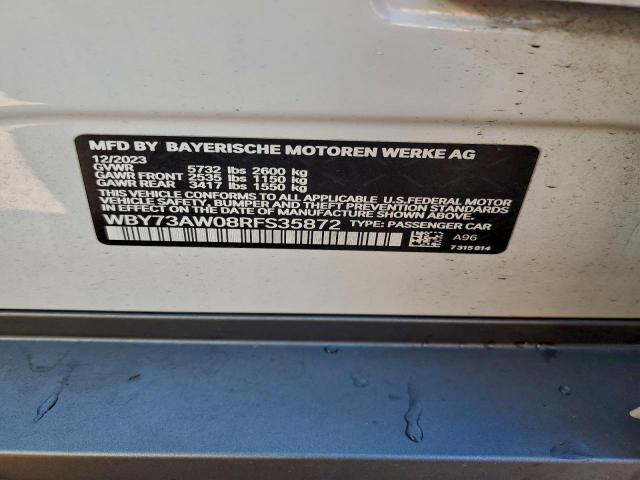 MFD BY BAYERISCHE MOTOREN WERKE AG
12/2023
GVWR 5732 lbs 2600 kg
GAWR FRONT 2535 lbs 1150 kg
GAWR REAR 3417 lbs 1550 kg
THIS VEHICLE CONFORMS TO ALL APPLICABLE U.S.FEDERAL MOTOR
VEHICLE SAFETY, BUMPER AND THEFT PREVENTION STANDARDS
IN EFFECT ON THE DATE OF MANUFACTURE SHOWN ABOVE.
WBY73AW08RFS35872 TYPE: PASSENGER CAR
A96
7 315 814